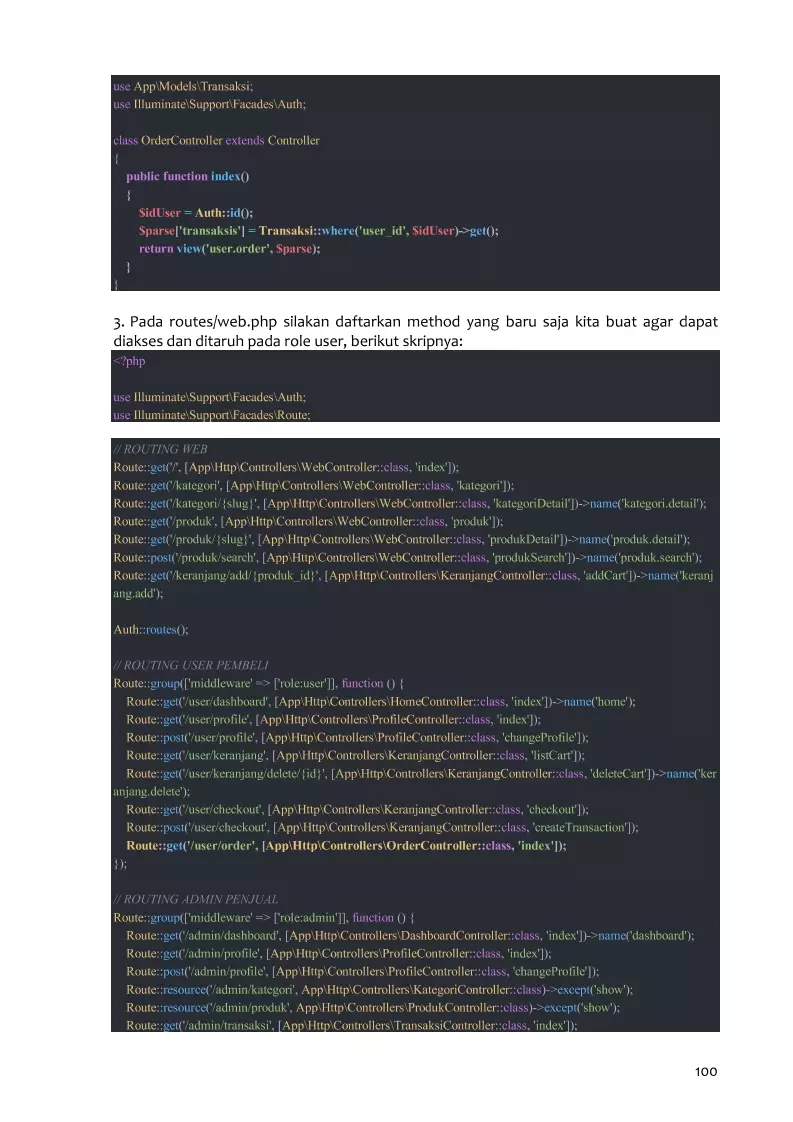 use App\Models\Transaksi;
use Illuminate\Support\Facades\Auth;
class OrderController extends Controller
{
public function index()
{
$idUser = Auth::id();
$parse['transaksis'] = Transaksi::where('user_id', $idUser)->get();
return view('user.order', $parse);
}
}
3. Pada routes/web.php silakan daftarkan method yang baru saja kita buat agar dapat
diakses dan ditaruh pada role user, berikut skripnya:
<?php
use Illuminate\Support\Facades\Auth;
use Illuminate\Support\Facades\Route;
// ROUTING WEB
Route::get('/', [App\Http\Controllers\WebController::class, 'index']);
Route::get('/kategori', [App\Http\Controllers\WebController::class, 'kategori']);
Route::get('/kategori/{slug}', [App\Http\Controllers\WebController::class, 'kategoriDetail'])->name('kategori.detail');
Route::get('/produk', [App\Http\Controllers\WebController::class, 'produk']);
Route::get('/produk/{slug}', [App\Http\Controllers\WebController::class, 'produkDetail'])->name('produk.detail');
Route::post('/produk/search', [App\Http\Controllers\WebController::class, 'produkSearch'])->name('produk.search');
Route::get('/keranjang/add/{produk_id}', [App\Http\Controllers\KeranjangController::class, 'addCart'])->name('keranj
ang.add');
Auth::routes();
// ROUTING USER PEMBELI
Route::group(['middleware' => ['role:user']], function () {
Route::get('/user/dashboard', [App\Http\Controllers\HomeController::class, 'index'])->name('home');
Route::get('/user/profile', [App\Http\Controllers\ProfileController::class, 'index']);
Route::post('/user/profile', [App\Http\Controllers\ProfileController::class, 'changeProfile']);
Route::get('/user/keranjang', [App\Http\Controllers\KeranjangController::class, 'listCart']);
Route::get('/user/keranjang/delete/{id}', [App\Http\Controllers\KeranjangController::class, 'deleteCart'])->name('ker
anjang.delete');
Route::get('/user/checkout', [App\Http\Controllers\KeranjangController::class, 'checkout']);
Route::post('/user/checkout', [App\Http\Controllers\KeranjangController::class, 'createTransaction']);
Route::get('/user/order', [App\Http\Controllers\OrderController::class, 'index']);
});
// ROUTING ADMIN PENJUAL
Route::group(['middleware' => ['role:admin']], function () {
Route::get('/admin/dashboard', [App\Http\Controllers\DashboardController::class, 'index'])->name('dashboard');
Route::get('/admin/profile', [App\Http\Controllers\ProfileController::class, 'index']);
Route::post('/admin/profile', [App\Http\Controllers\ProfileController::class, 'changeProfile']);
Route::resource('/admin/kategori', App\Http\Controllers\KategoriController::class)->except('show');
Route::resource('/admin/produk', App\Http\Controllers\ProdukController::class)->except('show');
Route::get('/admin/transaksi', [App\Http\Controllers\TransaksiController::class, 'index']);
100